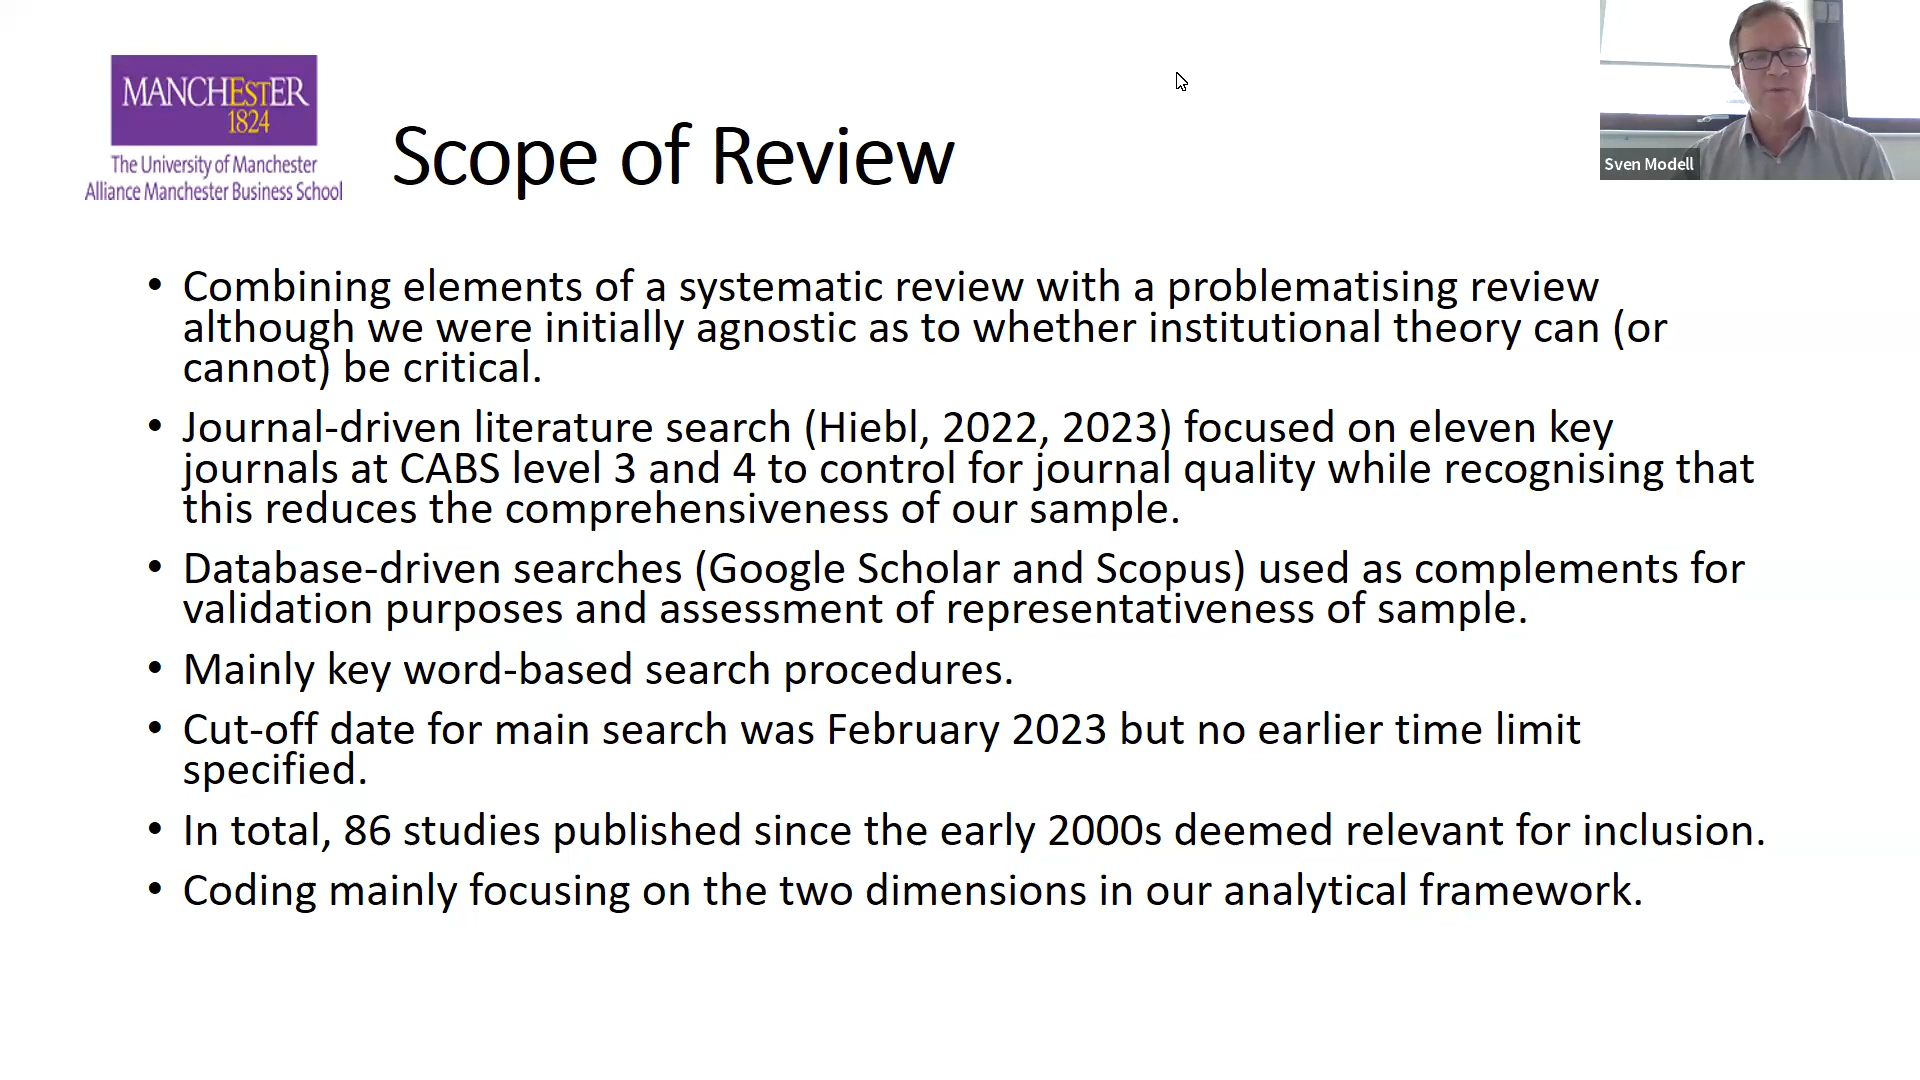 MANCHESTER
1824
The University of Manchester
Alliance Manchester Business School
Scope of Review
Sven Modell
• Combining elements of a systematic review with a problematising review
although we were initially agnostic as to whether institutional theory can (or
cannot) be critical.
• Journal-driven literature search (Hiebl, 2022, 2023) focused on eleven key
journals at CABS level 3 and 4 to control for journal quality while recognising that
this reduces the comprehensiveness of our sample.
• Database-driven searches (Google Scholar and Scopus) used as complements for
validation purposes and assessment of representativeness of sample.
• Mainly key word-based search procedures.
• Cut-off date for main search was February 2023 but no earlier time limit
specified.
• In total, 86 studies published since the early 2000s deemed relevant for inclusion.
• Coding mainly focusing on the two dimensions in our analytical framework.